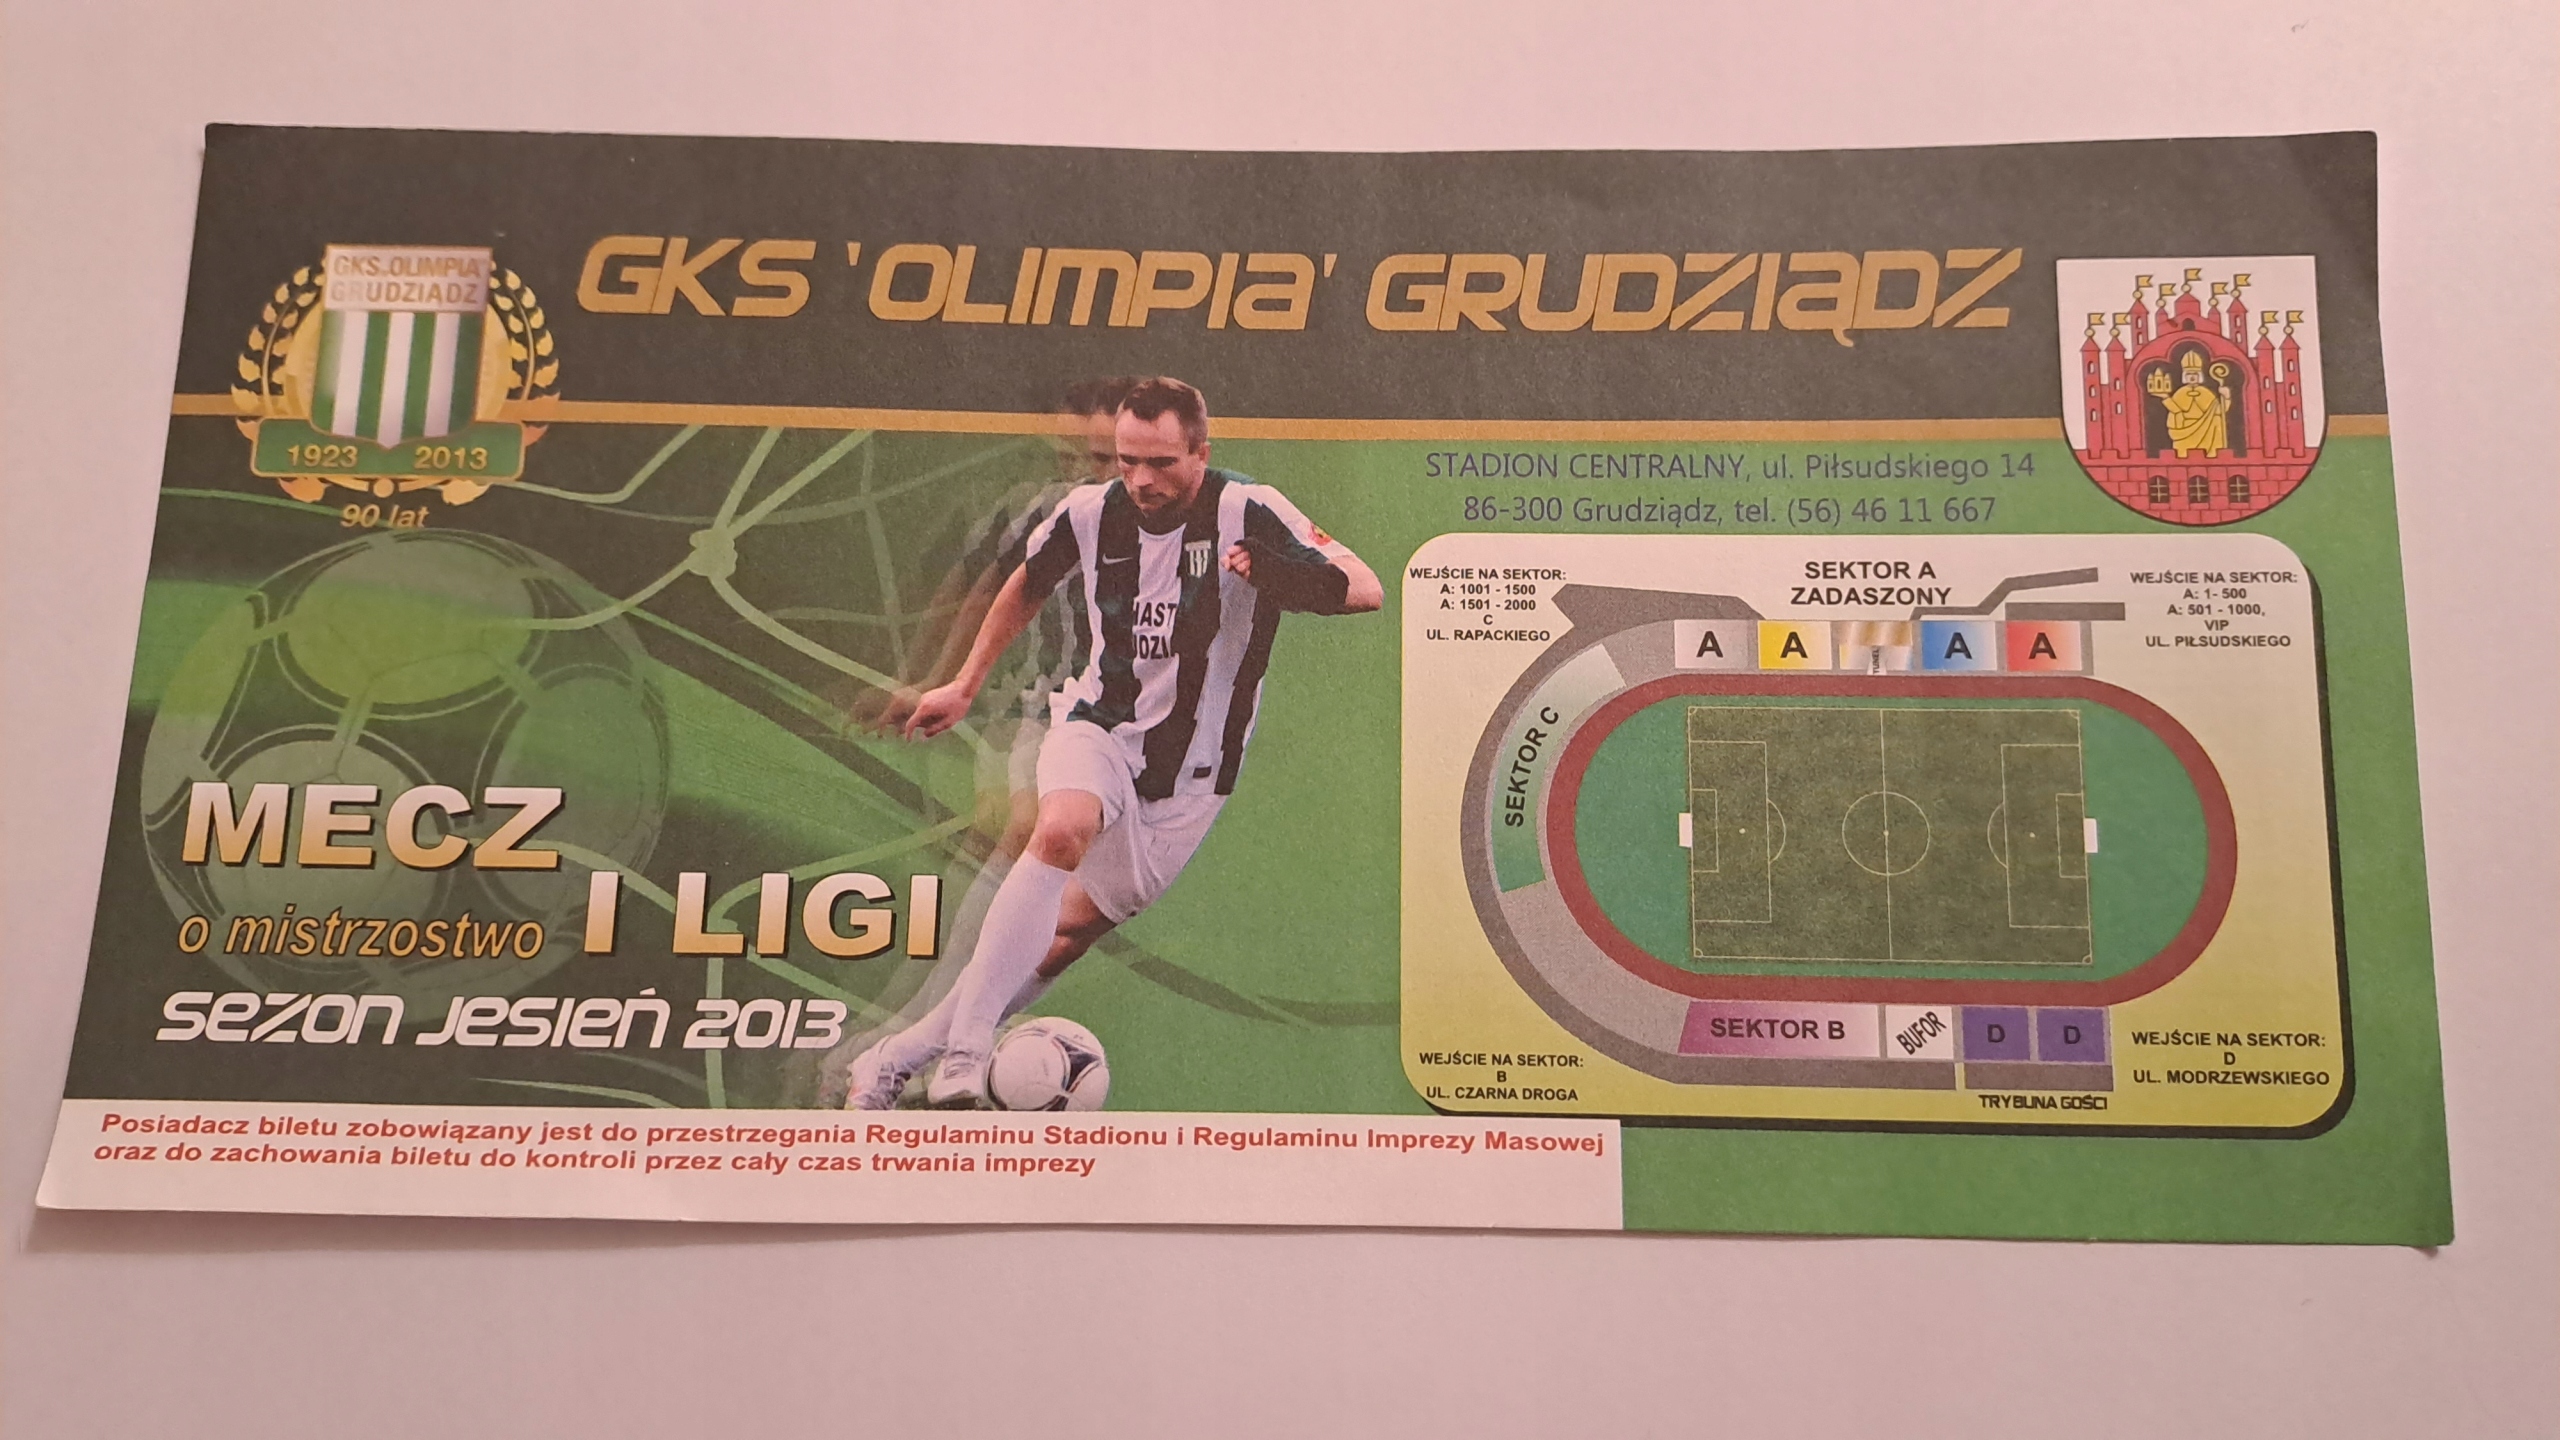 GKS 'OLIMPIA' GRUDZIĄDZ
GKS.OLIMPIA
GRUDZIĄDZ
1923 2013
90 lat
STADION CENTRALNY, ul. Piłsudskiego 14
86-300 Grudziądz, tel. (56) 46 11 667
WEJŚCIE NA SEKTOR:
A: 1001 - 1500
A: 1501 - 2000
C
UL. RAPACKIEGO
SEKTOR A
ZADASZONY
WEJŚCIE NA SEKTOR:
A: 1- 500
A: 501 - 1000,
VIP
UL. PIŁSUDSKIEGO
A A TUNEL A A
SEKTOR C
SEKTOR B BUFOR D D
WEJŚCIE NA SEKTOR:
B
UL. CZARNA DROGA
TRYBUNA GOŚCI
WEJŚCIE NA SEKTOR:
D
UL. MODRZEWSKIEGO
MECZ
o mistrzostwo I LIGI
SEZON JESIEŃ 2013
Posiadacz biletu zobowiązany jest do przestrzegania Regulaminu Stadionu i Regulaminu Imprezy Masowej
oraz do zachowania biletu do kontroli przez cały czas trwania imprezy